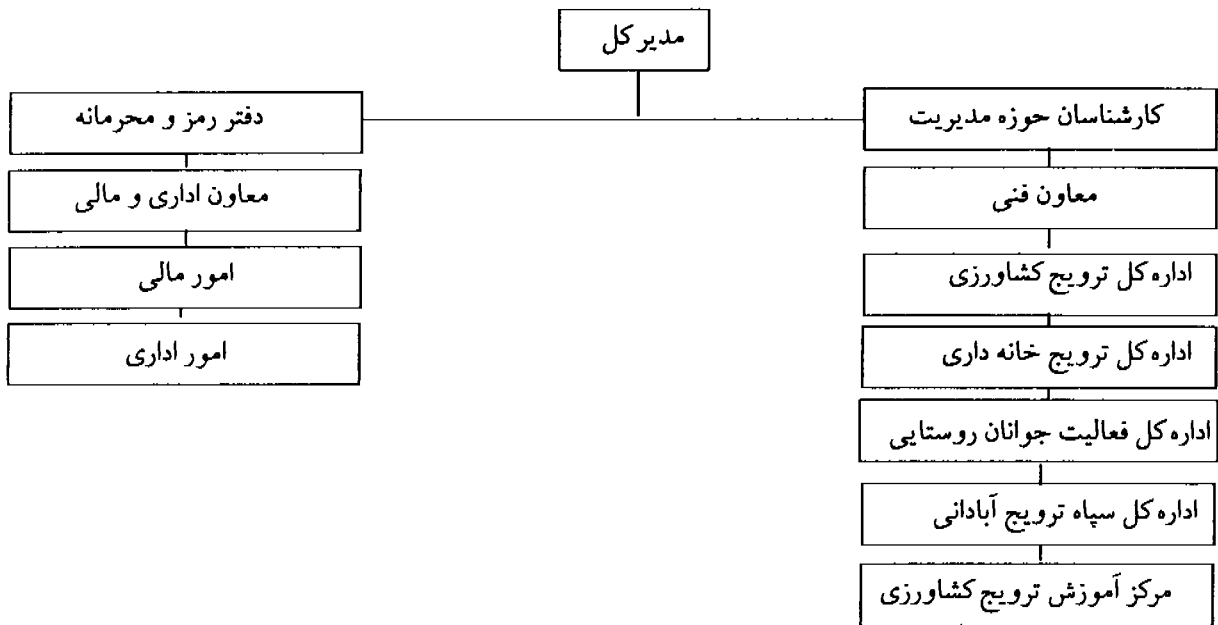 مدیر کل
کارشناسان حوزه مدیریت
معاون فنی
اداره کل ترویج کشاورزی
اداره کل ترویج خانه داری
اداره کل فعالیت جوانان روستایی
اداره کل سپاه ترویج آبادانی
مرکز آموزش ترویج کشاورزی
دفتر رمز و محرمانه
معاون اداری و مالی
امور مالی
امور اداری